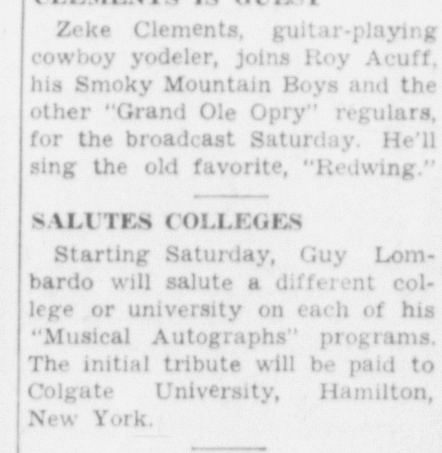 CLEMENTS IS GUEST
Zeke Clements, guitar-playing
cowboy yodeler, joins Roy Acuff,
his Smoky Mountain Boys and the
other "Grand Ole Opry" regulars,
for the broadcast Saturday. He'll
sing the old favorite, "Redwing."
SALUTES COLLEGES
Starting Saturday, Guy Lom-
bardo will salute a different col-
lege or university on each of his
"Musical Autographs" programs.
The initial tribute will be paid to
Colgate University, Hamilton,
New York.